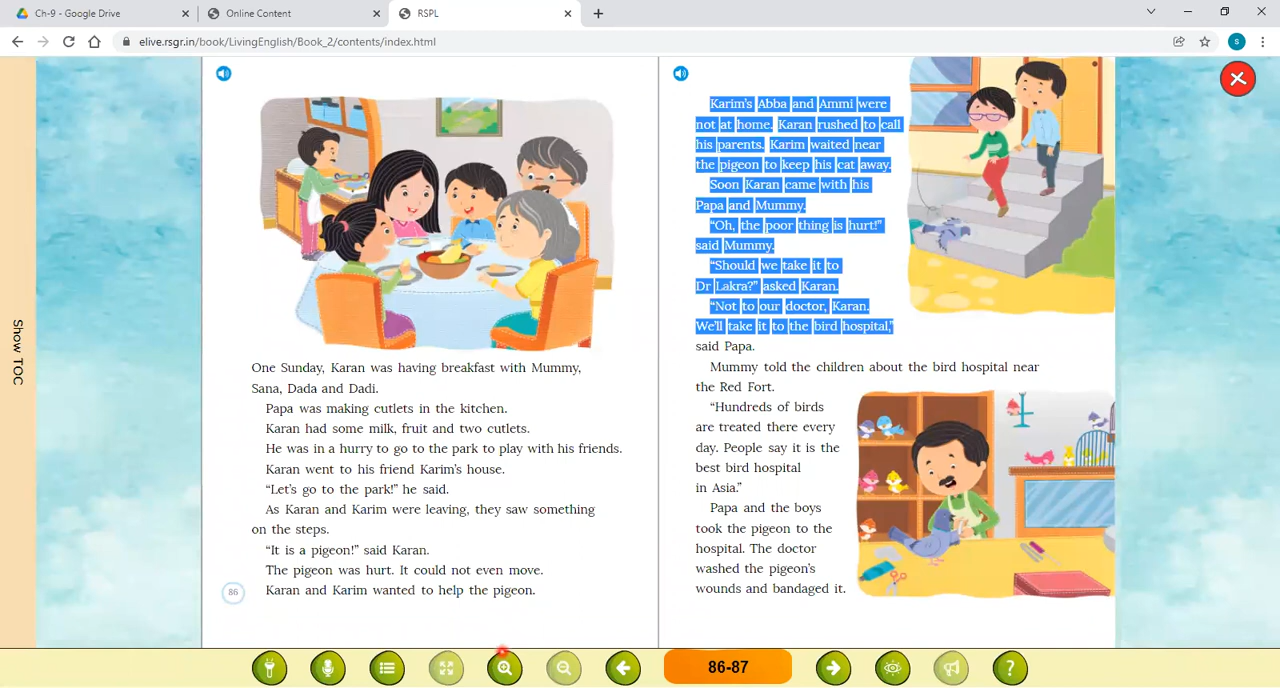 Ch-9 - Google Drive
Online Content
RSPL
elive.rsgr.in/book/LivingEnglish/Book_2/contents/index.html
S
Show TOC
One Sunday, Karan was having breakfast with Mummy,
Sana, Dada and Dadi.
Papa was making cutlets in the kitchen.
Karan had some milk, fruit and two cutlets.
He was in a hurry to go to the park to play with his friends.
Karan went to his friend Karim's house.
“Let's go to the park!” he said.
As Karan and Karim were leaving, they saw something
on the steps.
“It is a pigeon!” said Karan.
The pigeon was hurt. It could not even move.
Karan and Karim wanted to help the pigeon.
86
Karim's Abba and Ammi were
not at home. Karan rushed to call
his parents. Karim waited near
the pigeon to keep his cat away.
Soon Karan came with his
Papa and Mummy.
“Oh, the poor thing is hurt!”
said Mummy.
“Should we take it to
Dr Lakra?” asked Karan.
“Not to our doctor, Karan.
We'll take it to the bird hospital,”
said Papa.
Mummy told the children about the bird hospital near
the Red Fort.
“Hundreds of birds
are treated there every
day. People say it is the
best bird hospital
in Asia.”
Papa and the boys
took the pigeon to the
hospital. The doctor
washed the pigeon's
wounds and bandaged it.
86-87
?